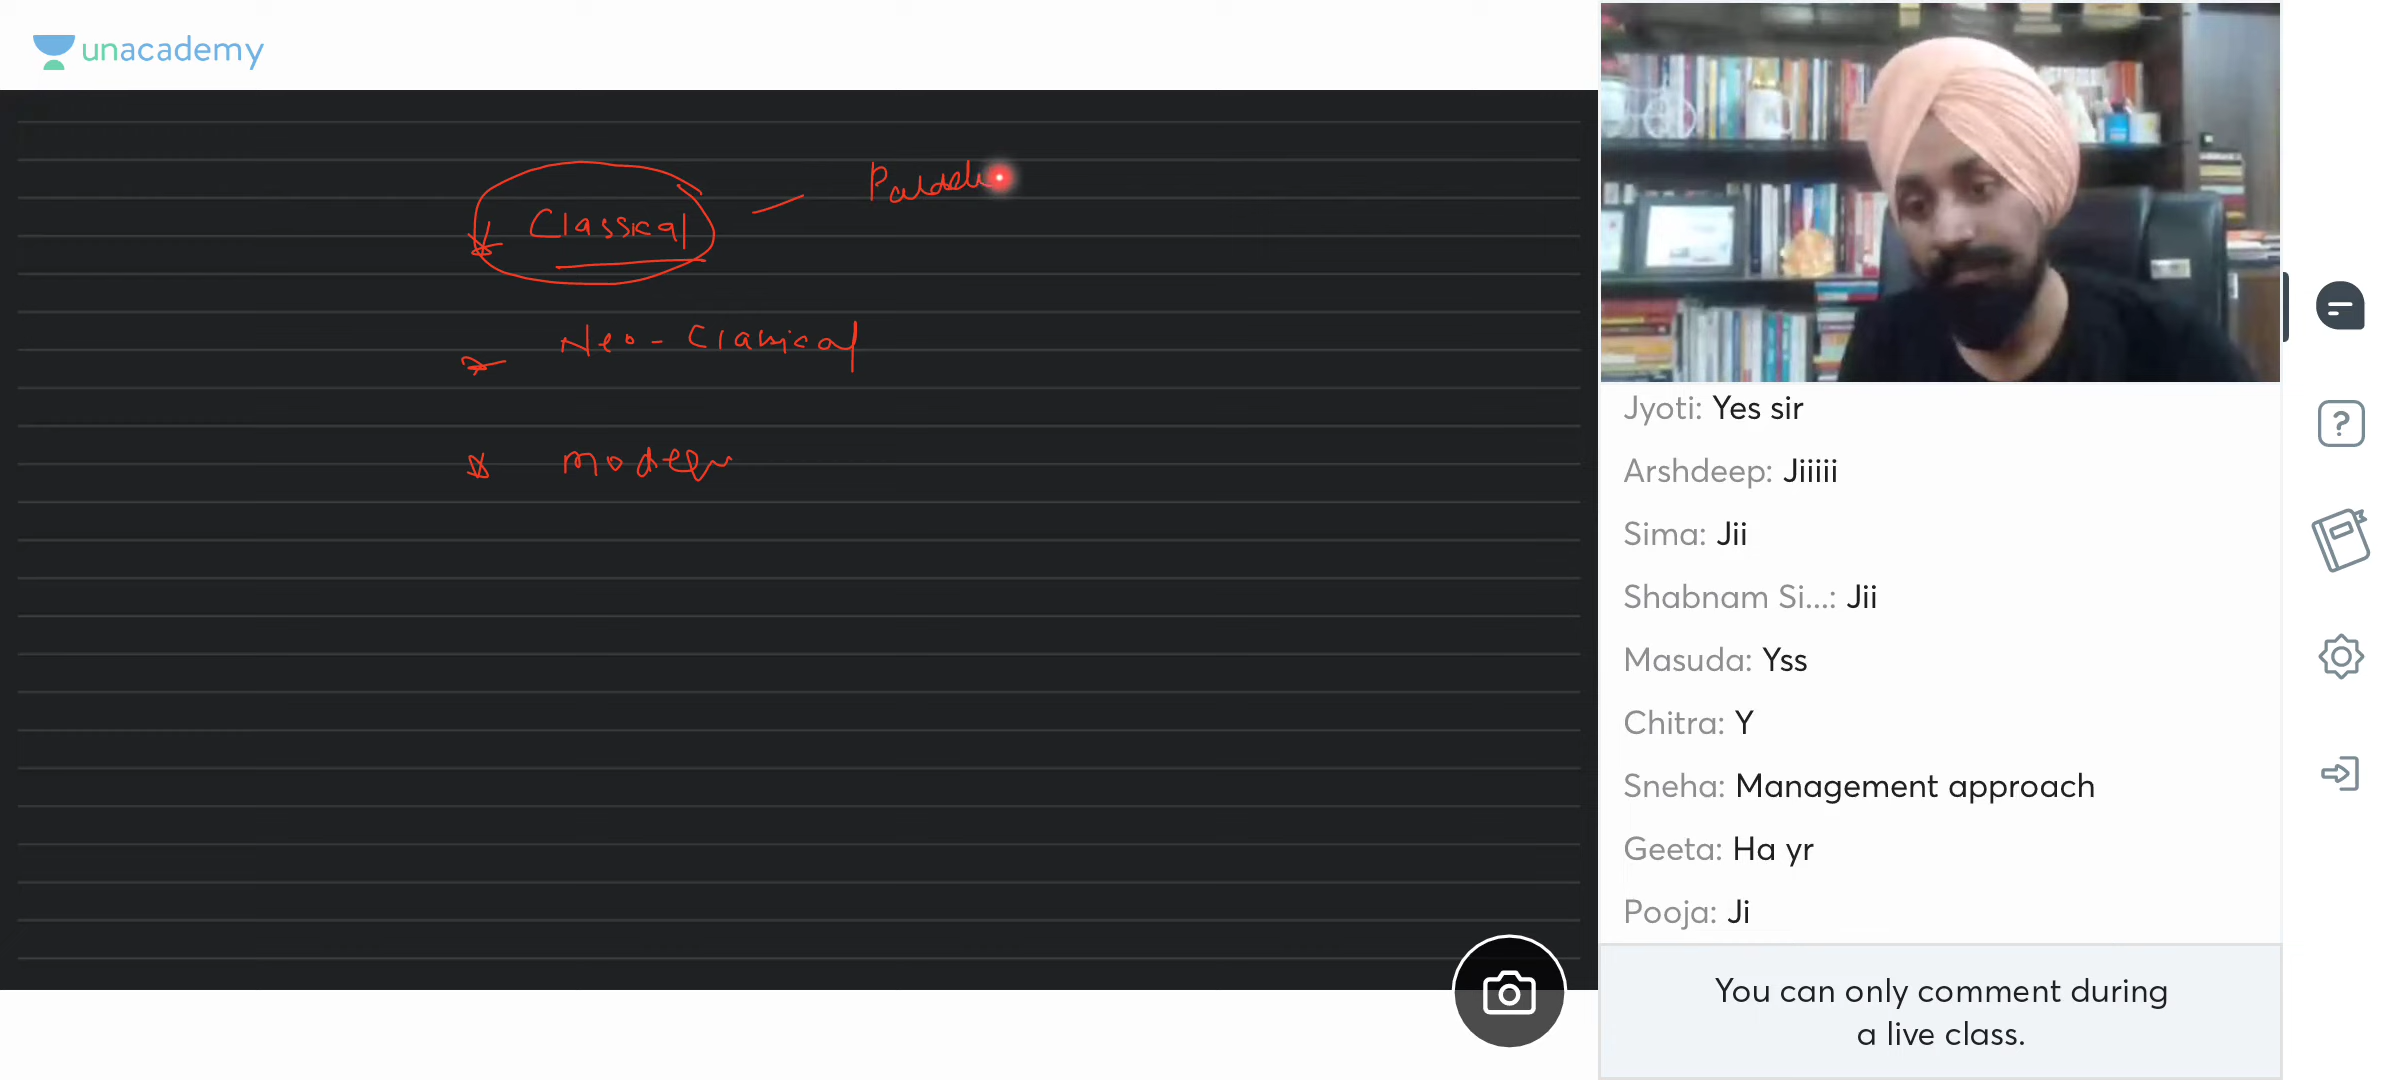 unacademy
Classical
Neo - Classical
modern
Jyoti: Yes sir
Arshdeep: Jiiiii
Sima: Jii
Shabnam Si...: Jii
Masuda: Yss
Chitra: Y
Sneha: Management approach
Geeta: Ha yr
Pooja: Ji
You can only comment during
a live class.